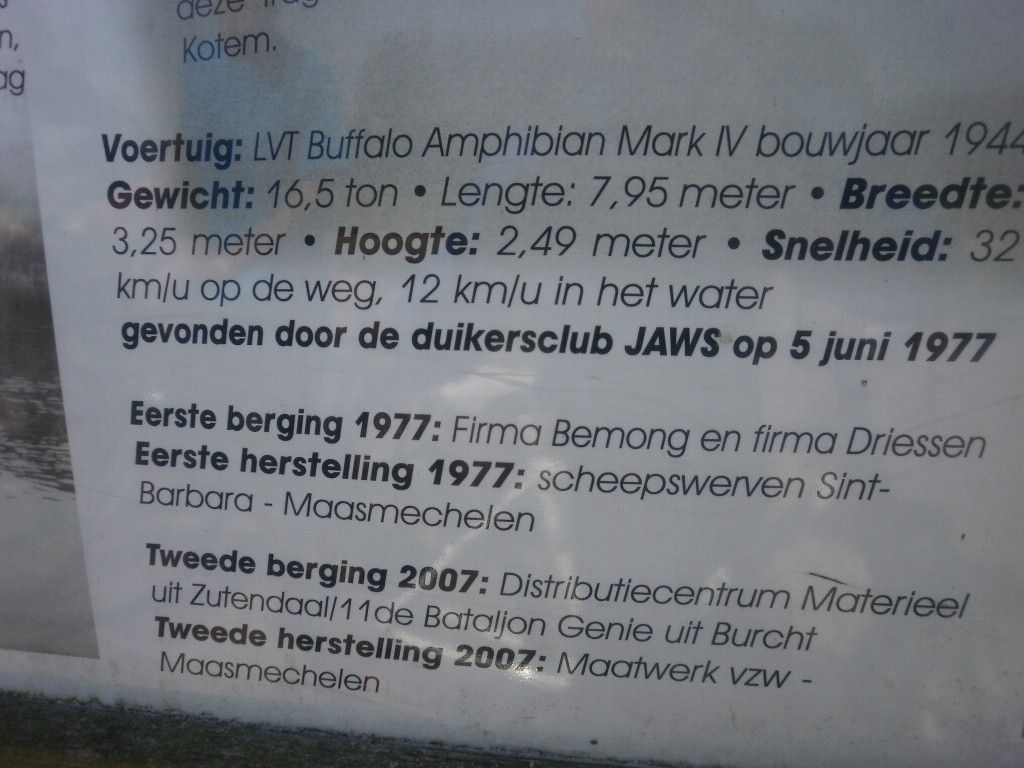 n,
ag
deze
Kotem.
Voertuig: LVT Buffalo Amphibian Mark IV bouwjaar 1944
Gewicht: 16,5 ton • Lengte: 7,95 meter • Breedte:
3,25 meter • Hoogte: 2,49 meter • Snelheid: 32
km/u op de weg, 12 km/u in het water
gevonden door de duikersclub JAWS op 5 juni 1977
Eerste berging 1977: Firma Bemong en firma Driessen
Eerste herstelling 1977: scheepswerven Sint-
Barbara - Maasmechelen
Tweede berging 2007: Distributiecentrum Materieel
uit Zutendaal/11de Bataljon Genie uit Burcht
Tweede herstelling 2007: Maatwerk vzw -
Maasmechelen